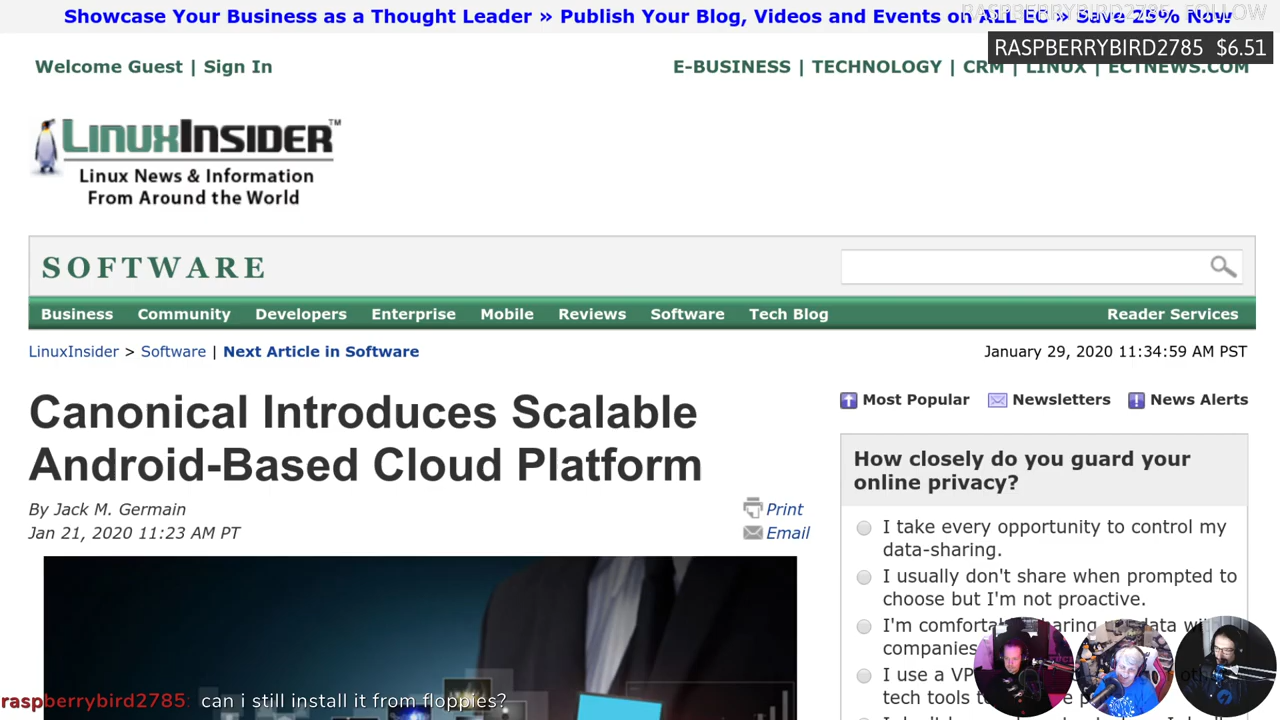 Showcase Your Business as a Thought Leader » Publish Your Blog, Videos and Events on ALL EC » Save 25% Now
RASPBERRYBIRD2785 FOLLOW
RASPBERRYBIRD2785 $6.51
Welcome Guest | Sign In
E-BUSINESS | TECHNOLOGY | CRM | LINUX | ECTNEWS.COM
LINUXINSIDER™
Linux News & Information
From Around the World
SOFTWARE
Business Community Developers Enterprise Mobile Reviews Software Tech Blog Reader Services
LinuxInsider > Software | Next Article in Software
January 29, 2020 11:34:59 AM PST
Canonical Introduces Scalable
Android-Based Cloud Platform
By Jack M. Germain
Jan 21, 2020 11:23 AM PT
Print
Email
Most Popular Newsletters News Alerts
How closely do you guard your
online privacy?
I take every opportunity to control my
data-sharing.
I usually don't share when prompted to
choose but I'm not proactive.
I'm sharing
companies
I use a
tech tools
raspberrybird2785: can i still install it from floppies?